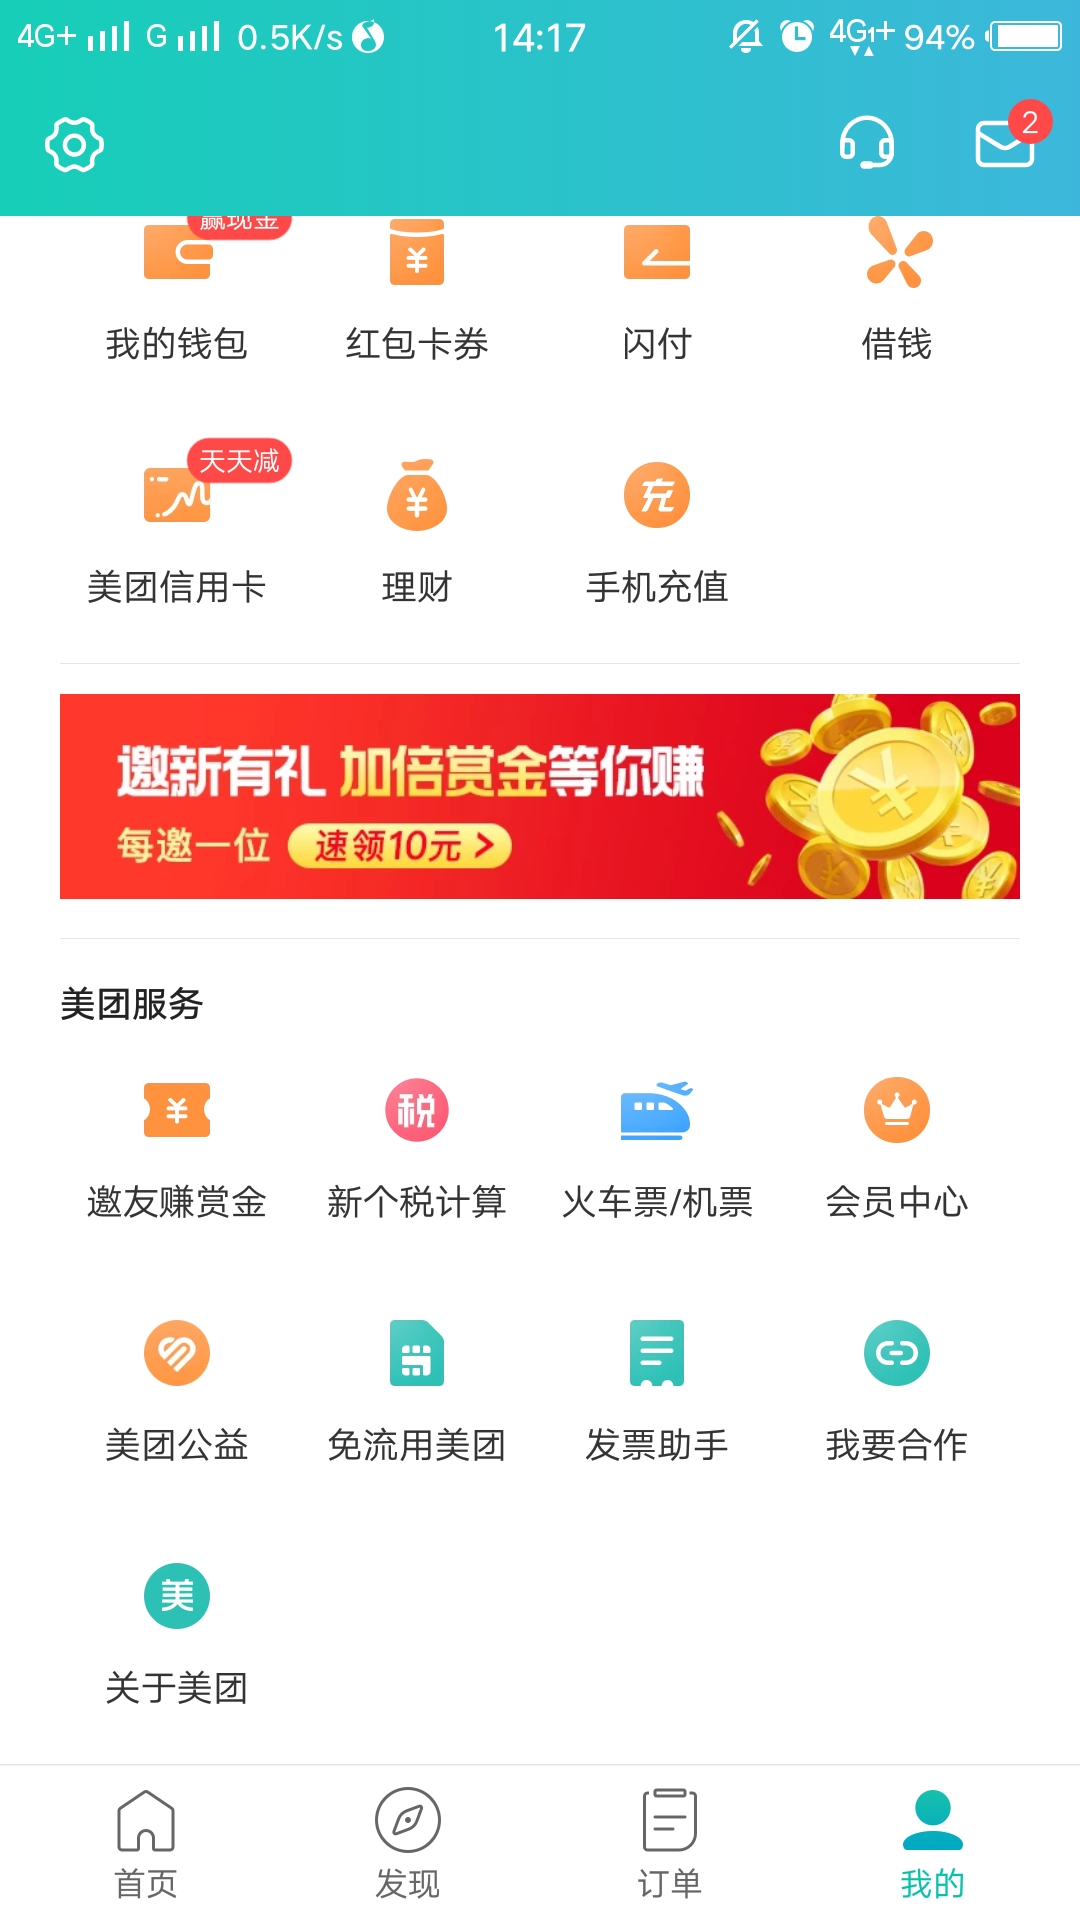 4G+ G 0.5K/s 14:17 4G1+ 94%
2
赢现金
¥
我的钱包 红包卡券 闪付 借钱
天天减
¥ 充
美团信用卡 理财 手机充值
邀新有礼 加倍赏金等你赚
每邀一位 速领10元 >
美团服务
¥ 税
邀友赚赏金 新个税计算 火车票/机票 会员中心
美团公益 免流用美团 发票助手 我要合作
美
关于美团
首页 发现 订单 我的